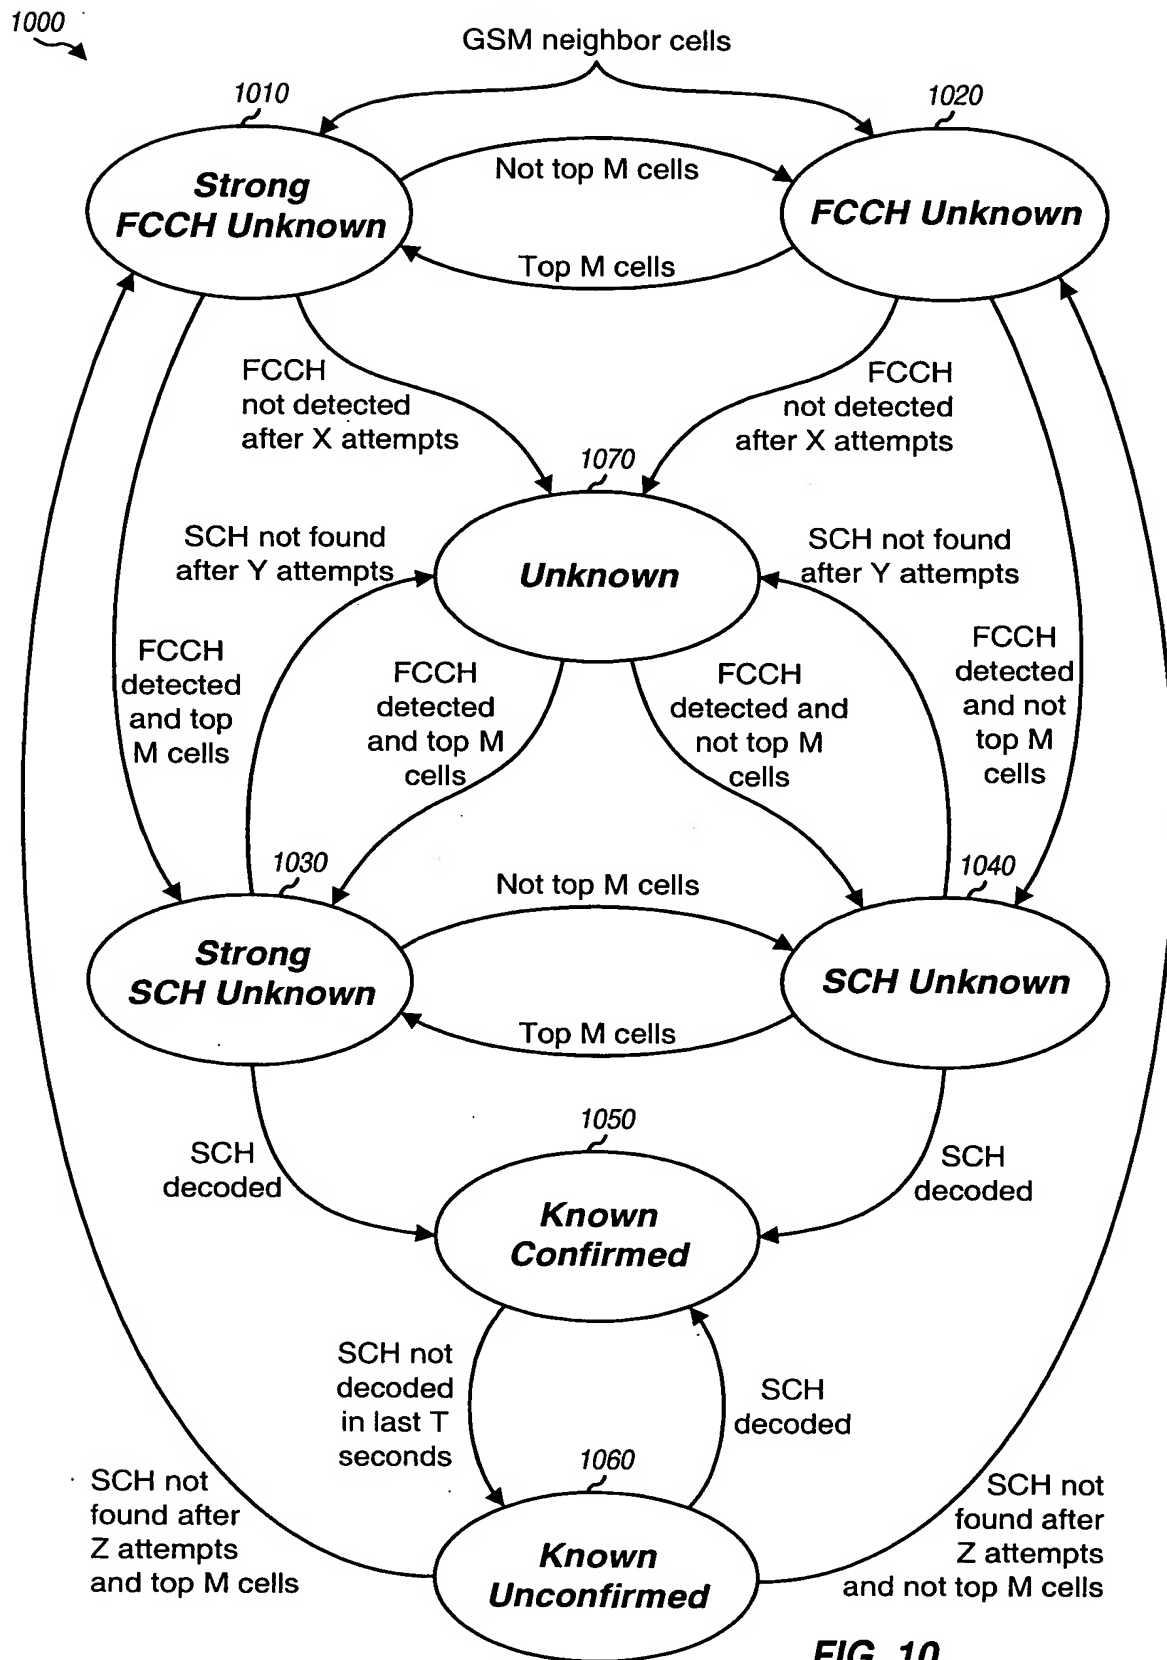 1000
GSM neighbor cells
1010
1020
Strong
FCCH Unknown
Not top M cells
FCCH Unknown
Top M cells
FCCH
not detected
after X attempts
FCCH
not detected
after X attempts
1070
SCH not found
after Y attempts
Unknown
SCH not found
after Y attempts
FCCH
detected
and top
M cells
FCCH
detected
and top M
cells
FCCH
detected and
not top M
cells
FCCH
detected
and not
top M
cells
1030
Not top M cells
1040
Strong
SCH Unknown
SCH Unknown
Top M cells
1050
SCH
decoded
SCH
decoded
Known
Confirmed
SCH not
decoded
in last T
seconds
SCH
decoded
1060
SCH not
found after
Z attempts
and top M cells
Known
Unconfirmed
SCH not
found after
Z attempts
and not top M cells
FIG. 10